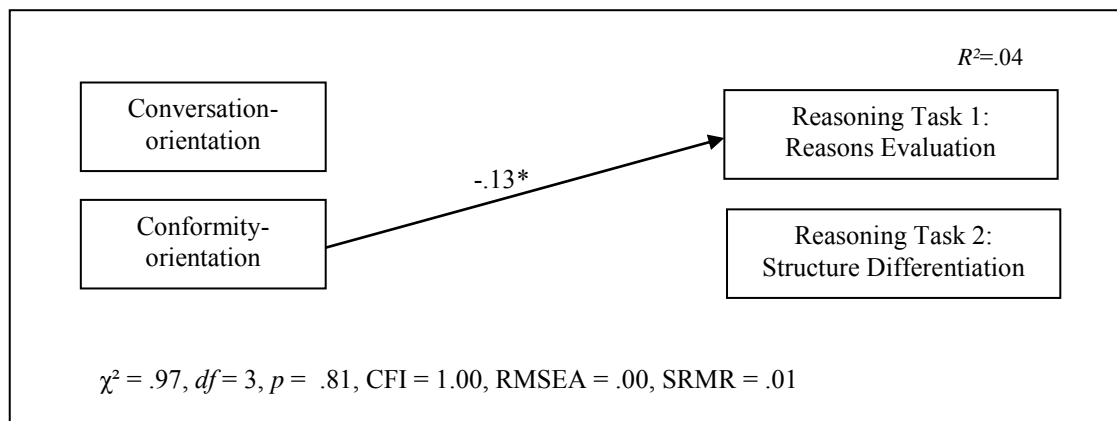 R²=.04
Conversation-
orientation
Reasoning Task 1:
Reasons Evaluation
-.13*
Conformity-
orientation
Reasoning Task 2:
Structure Differentiation
χ² = .97, df = 3, p =  .81, CFI = 1.00, RMSEA = .00, SRMR = .01